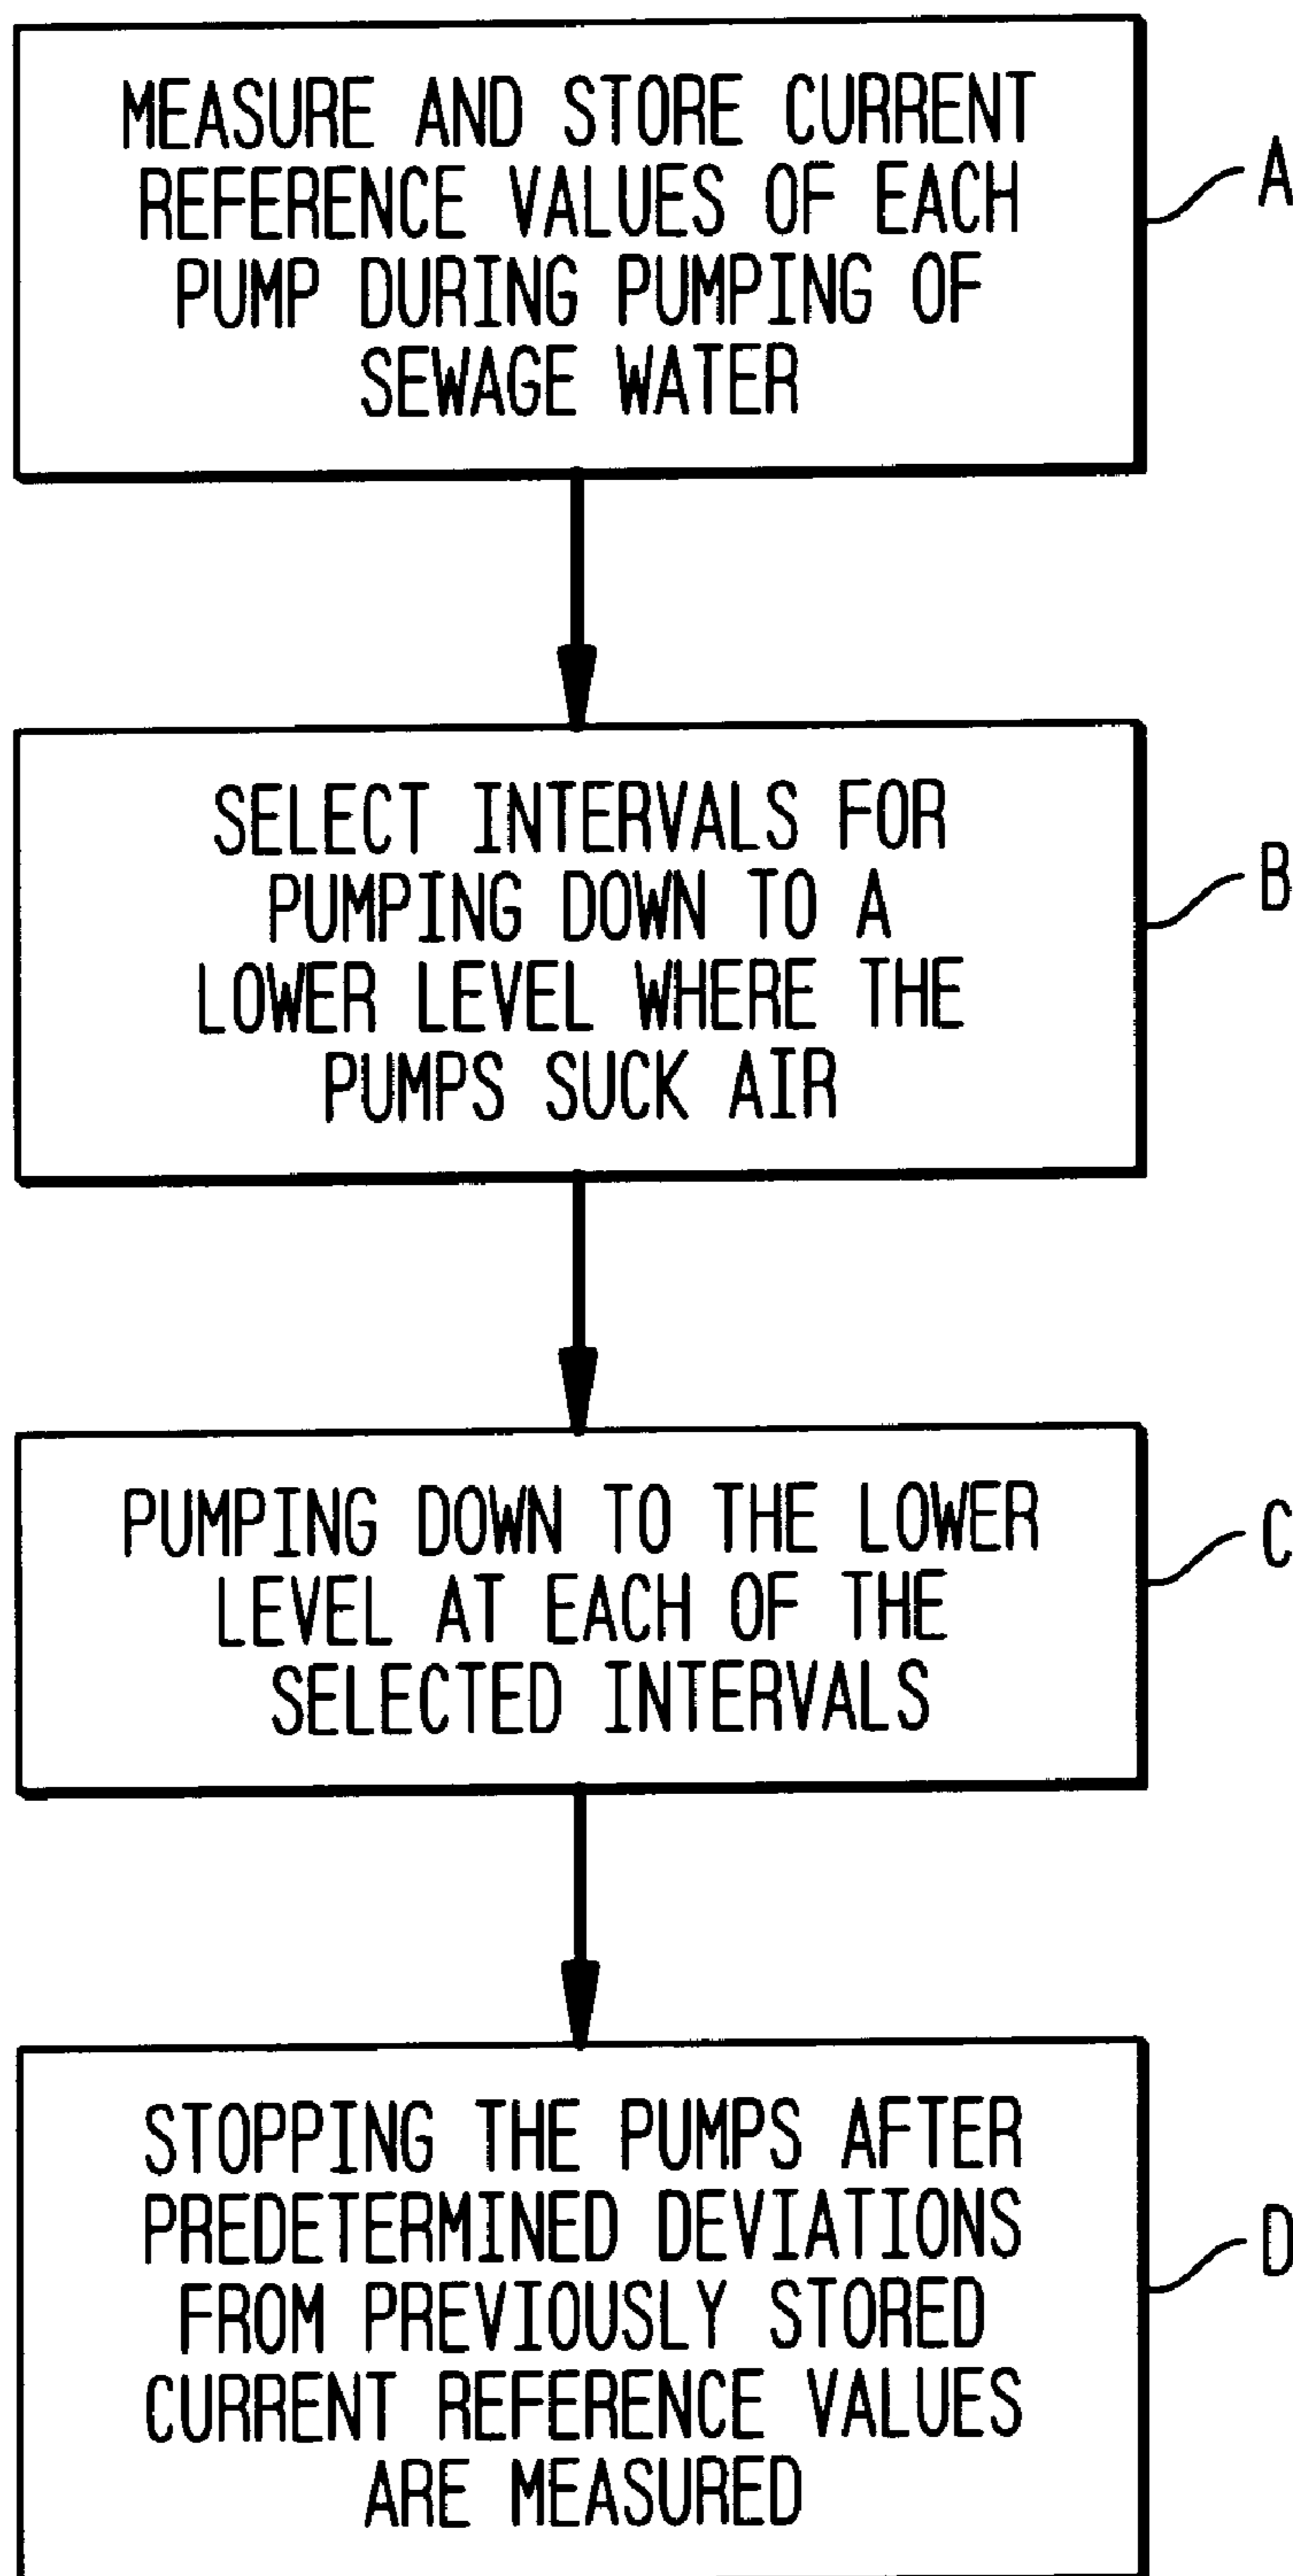 MEASURE AND STORE CURRENT
REFERENCE VALUES OF EACH
PUMP DURING PUMPING OF
SEWAGE WATER
A
SELECT INTERVALS FOR
PUMPING DOWN TO A
LOWER LEVEL WHERE THE
PUMPS SUCK AIR
B
PUMPING DOWN TO THE LOWER
LEVEL AT EACH OF THE
SELECTED INTERVALS
C
STOPPING THE PUMPS AFTER
PREDETERMINED DEVIATIONS
FROM PREVIOUSLY STORED
CURRENT REFERENCE VALUES
ARE MEASURED
D